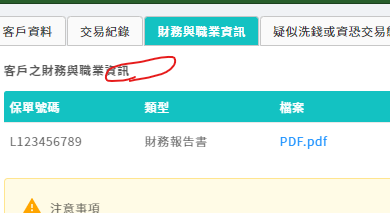 客戶資料 交易紀錄 財務與職業資訊 疑似洗錢或資恐交易
客戶之財務與職業資訊
保單號碼 類型 檔案
L123456789 財務報告書 PDF.pdf
注意事項